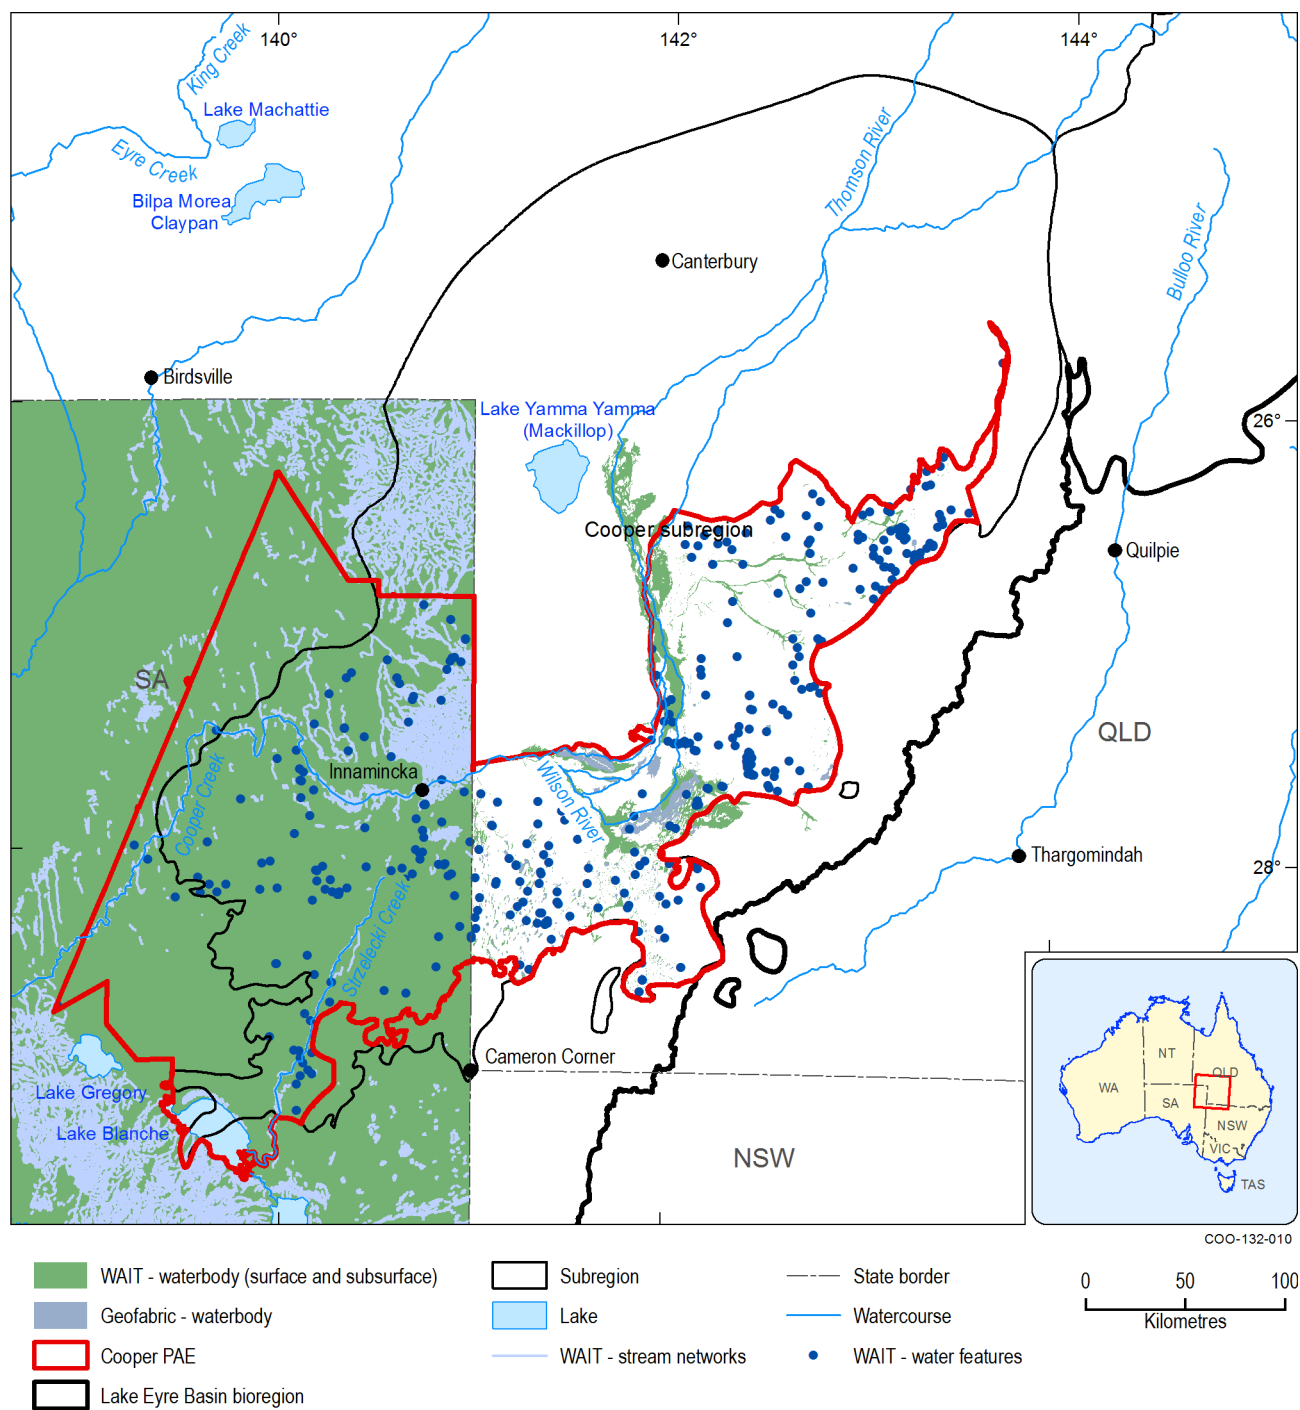 140°
142°
144°
King Creek
Lake Machattie
Eyre Creek
Bilpa Morea
Claypan
Thomson River
Bulloo River
Canterbury
Birdsville
Lake Yamma Yamma
(Mackillop)
26°
Cooper subregion
Quilpie
SA
QLD
Innamincka
Wilson River
Cooper Creek
Thargomindah
28°
Strzelecki Creek
Cameron Corner
Lake Gregory
Lake Blanche
NSW
NT
QLD
WA
SA
NSW
VIC
TAS
COO-132-010
WAIT - waterbody (surface and subsurface)
Geofabric - waterbody
Cooper PAE
Lake Eyre Basin bioregion
Subregion
Lake
WAIT - stream networks
State border
Watercourse
WAIT - water features
0 50 100
Kilometres